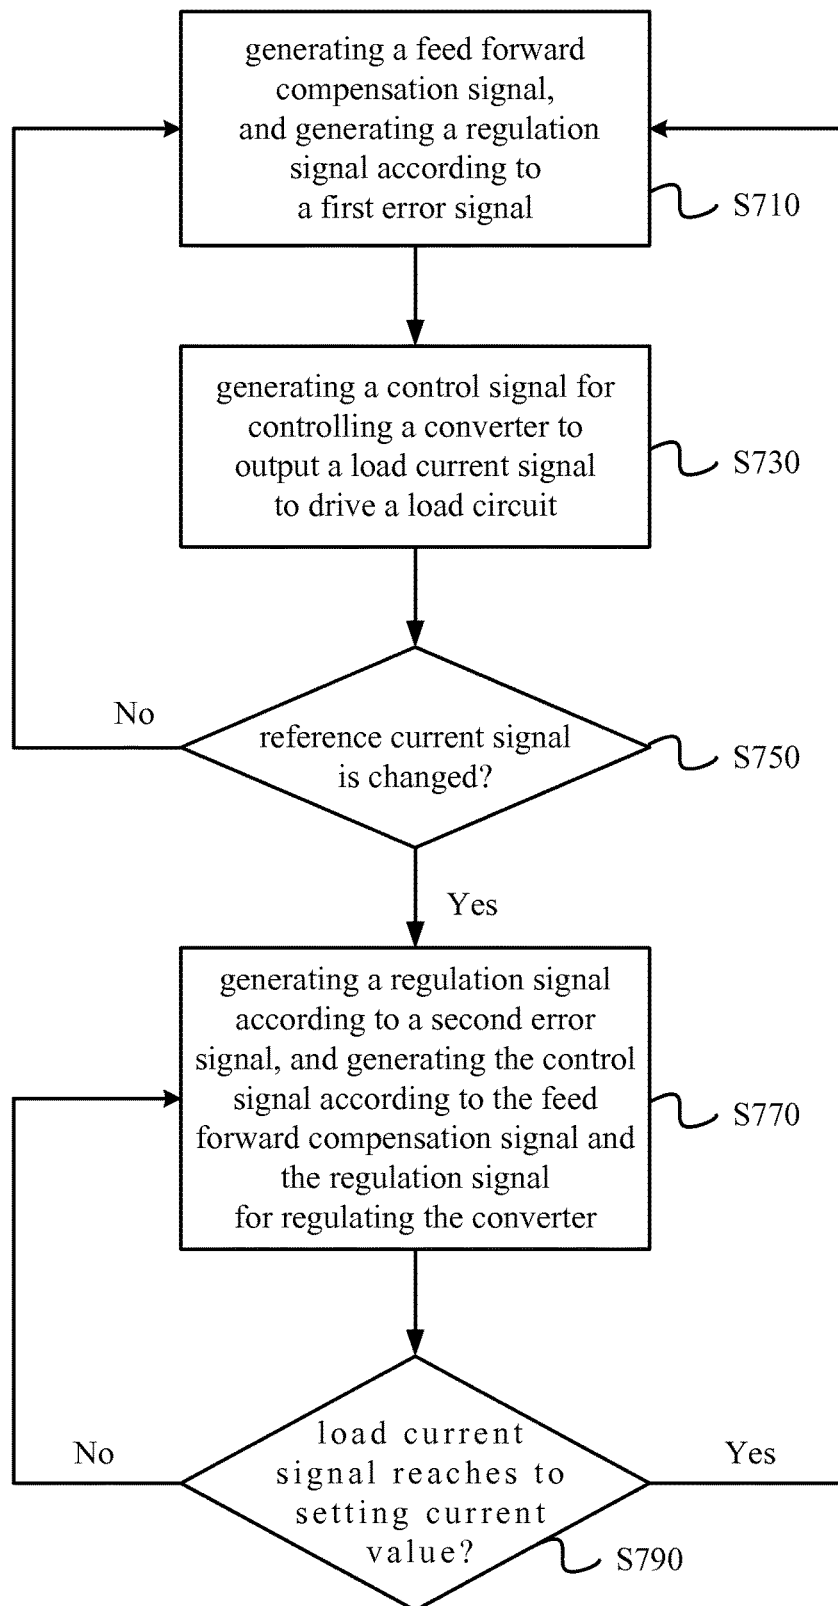 generating a feed forward
compensation signal,
and generating a regulation
signal according to
a first error signal
S710
generating a control signal for
controlling a converter to
output a load current signal
to drive a load circuit
S730
No
reference current signal
is changed?
S750
Yes
generating a regulation signal
according to a second error
signal, and generating the control
signal according to the feed
forward compensation signal and
the regulation signal
for regulating the converter
S770
No
load current
signal reaches to
setting current
value?
Yes
S790